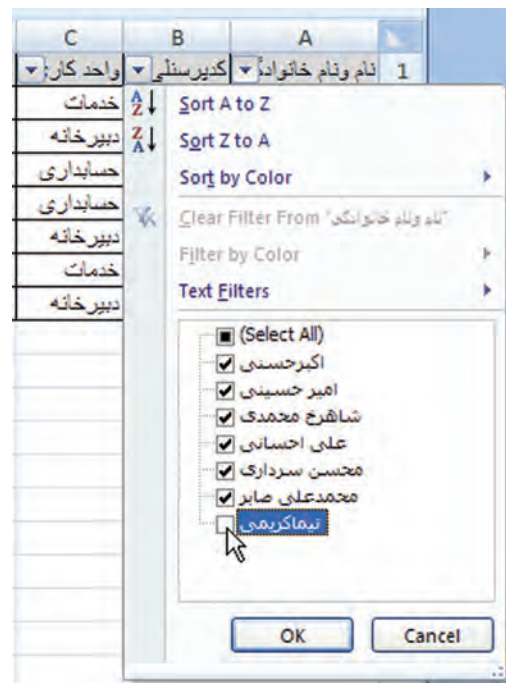 C B A
واحد کار: کدپرسنلی نام ونام خانوادگ 1
خدمات
دبیرخانه
حسابداری
حسابداری
دبیرخانه
خدمات
دبیرخانه
Sort A to Z
Sort Z to A
Sort by Color
Clear Filter From "نام ونام خانوادگی"
Filter by Color
Text Filters
(Select All)
اکبرحسنی
امیر حسینی
شاهرخ محمدی
علی احسانی
محسن سرداری
محمدعلی صابر
نیماکریمی
OK Cancel